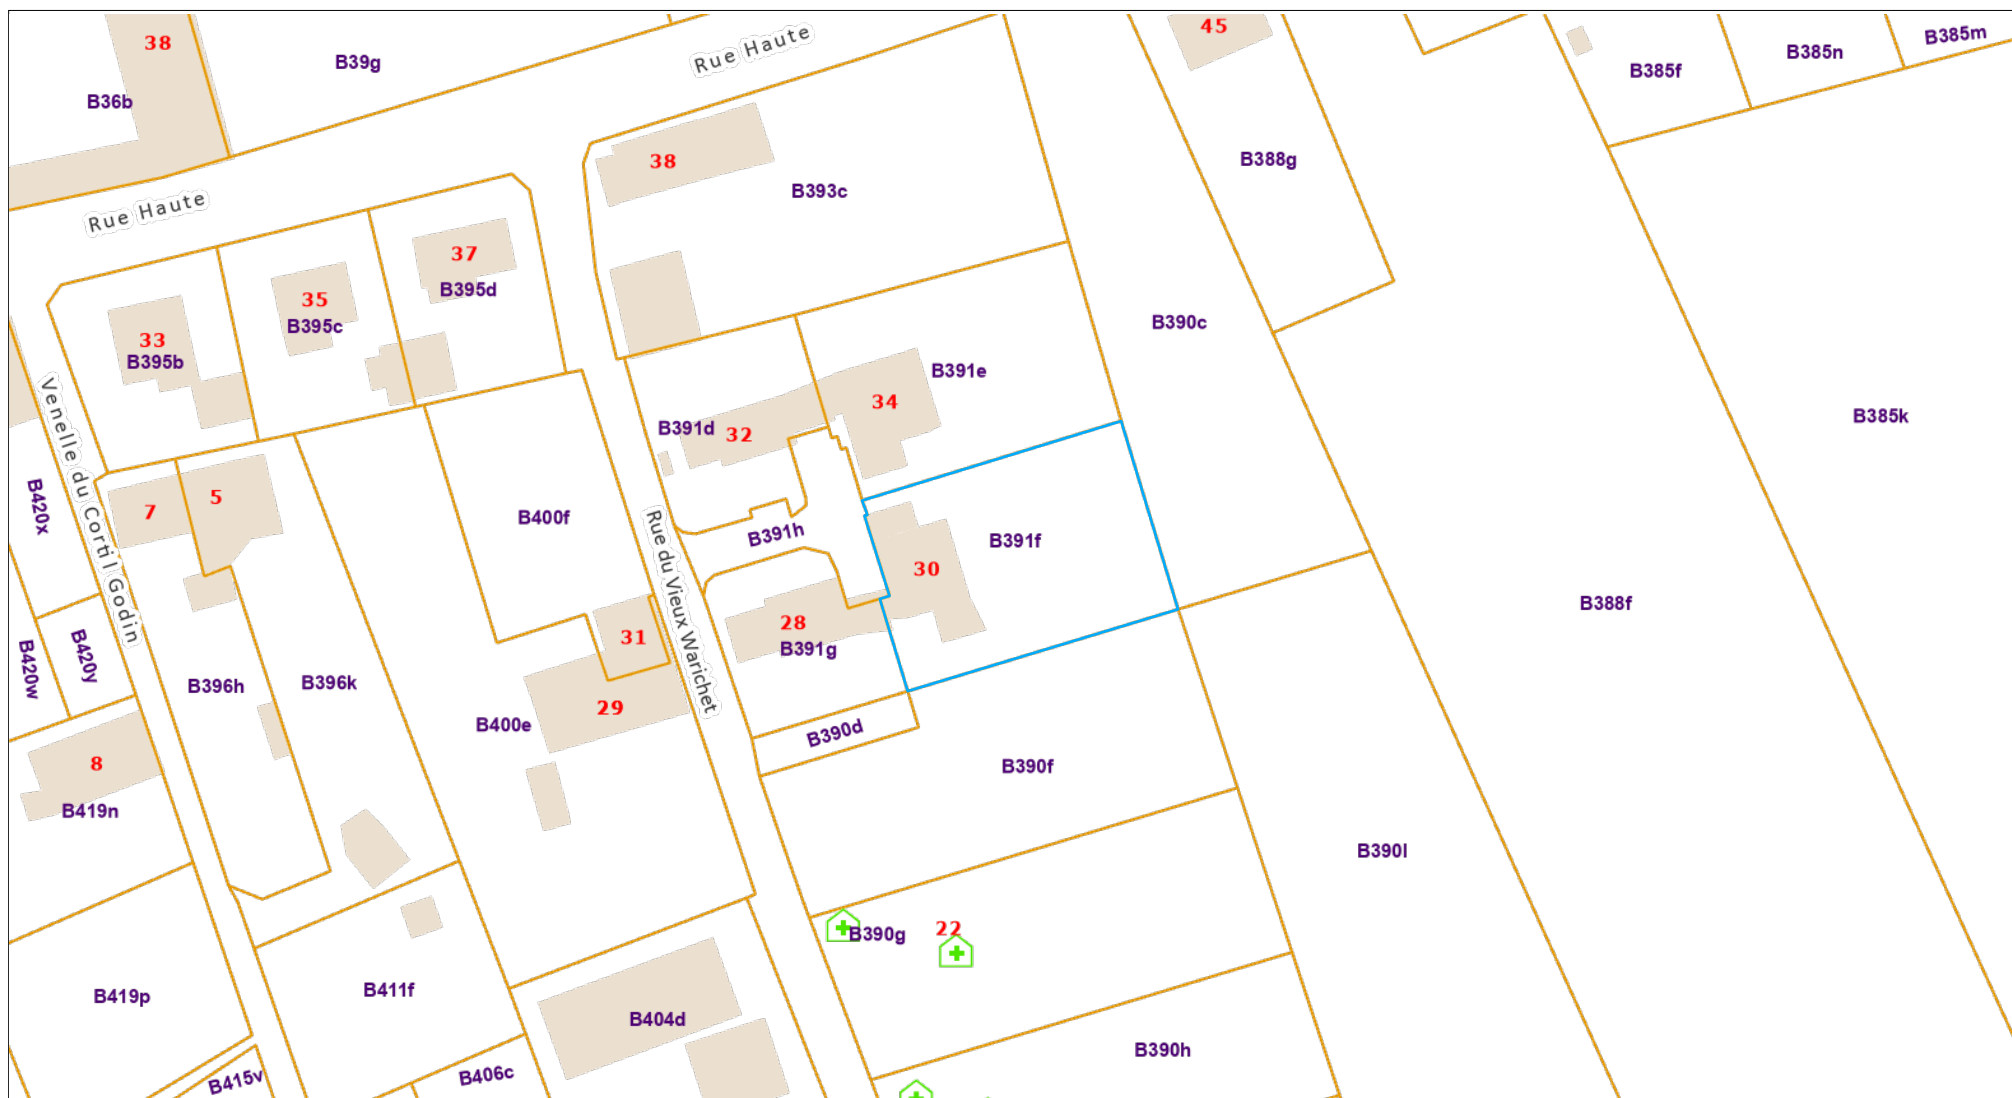 45
38
B39g
Rue Haute
B385m
B385n
B385f
B36b
38
B388g
B393c
Rue Haute
37
B395d
35
B395c
33
B395b
B390c
B391e
34
B391d
32
B385k
Venelle du Cortil Godin
B420x
7
5
B400f
Rue du Vieux Warichet
B391h
B391f
30
B388f
28
B391g
31
B420w
B420y
B396h
B396k
29
B400e
B390d
8
B419n
B390f
B390l
22
B390g
B419p
B411f
B404d
B390h
B415v
B406c